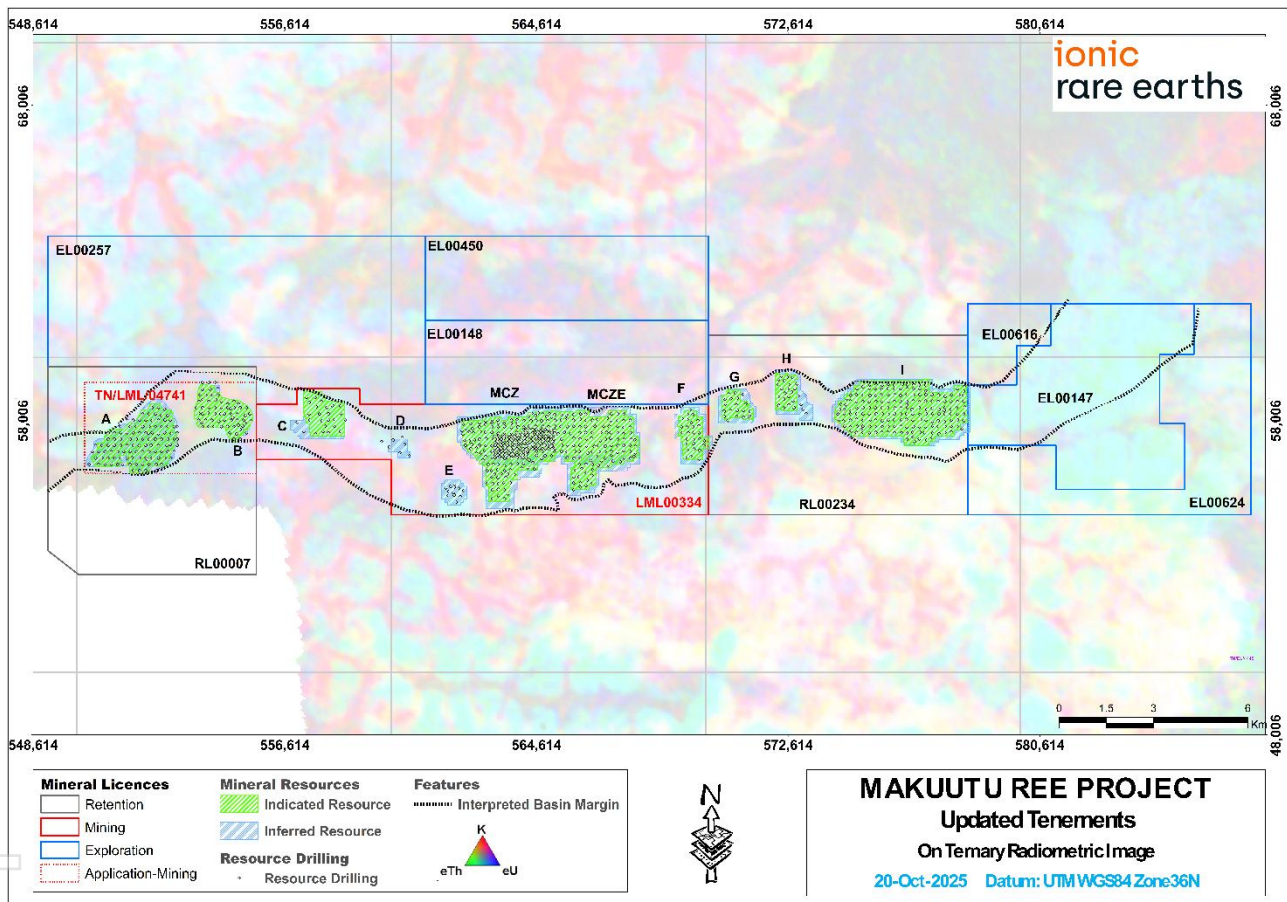 548,614 556,614 564,614 572,614 580,614
ionic
rare earths
68,006 68,006
EL00257 EL00450
EL00148 EL00616
TN/LML 04741 MCZ MCZE F G H I
EL00147
A B C D E
58,006 58,006
LML00334 RL00234 EL00624
RL00007
0 1.5 3 6
Km
48,006
548,614 556,614 564,614 572,614 580,614
Mineral Licences
Retention
Mining
Exploration
Application-Mining
Mineral Resources
Indicated Resource
Inferred Resource
Resource Drilling
Resource Drilling
Features
Interpreted Basin Margin
K
eTh eU
N
MAKUUTU REE PROJECT
Updated Tenements
On Ternary Radiometric Image
20-Oct-2025 Datum: UTM WGS84 Zone36N